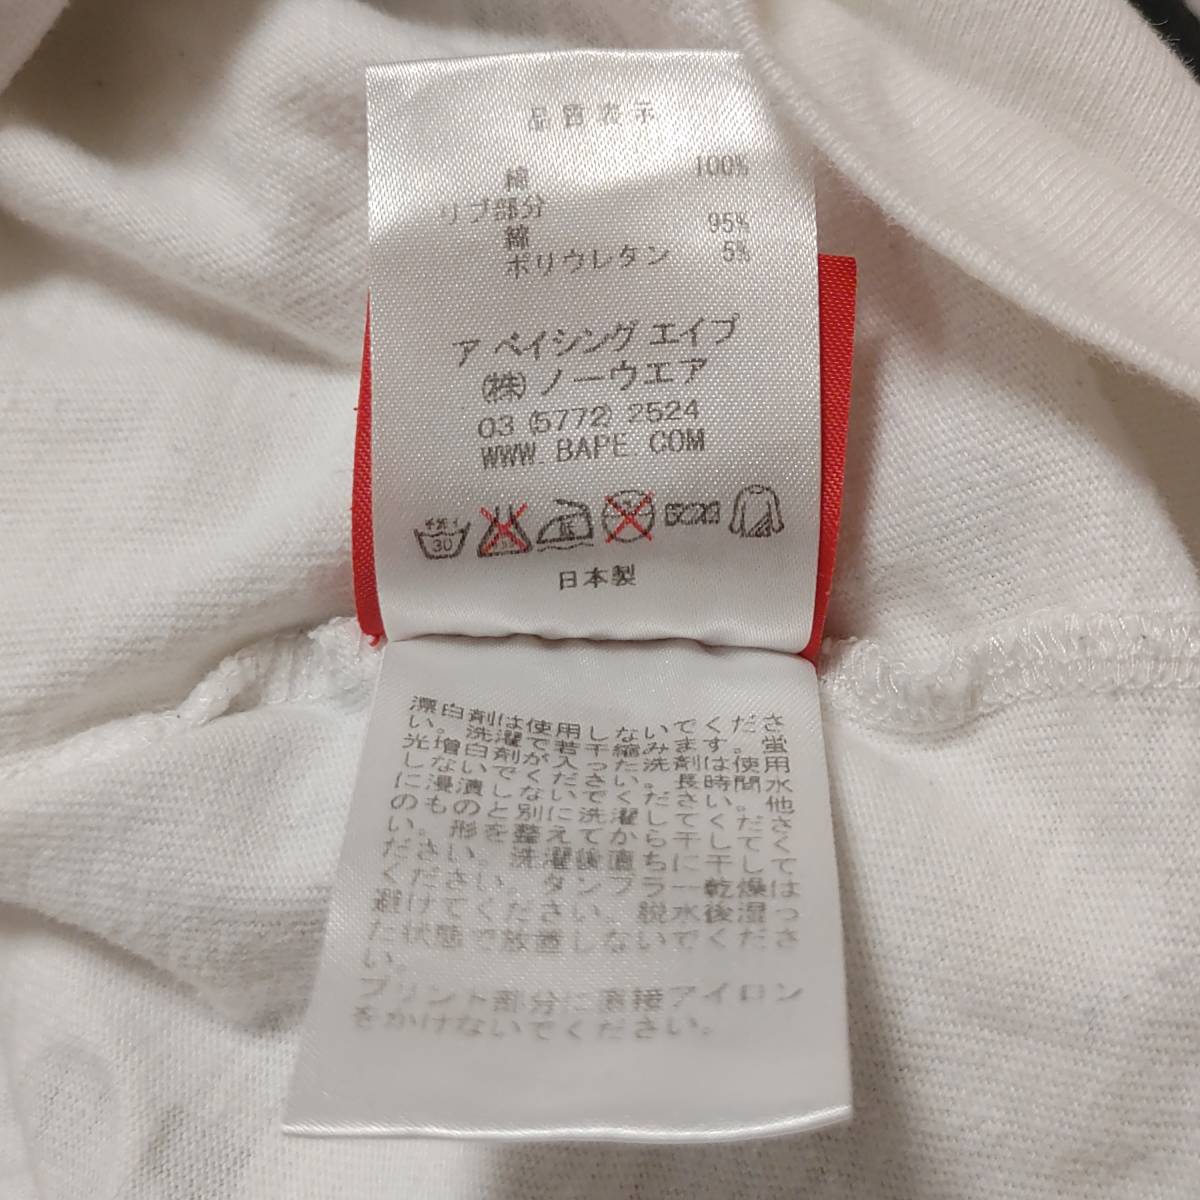 品質表示
綿 100%
リブ部分
綿 95%
ポリウレタン 5%
ア ベイシング エイプ
(株) ノーウエア
03 (5772) 2524
WWW. BAPE. COM
手洗イ
30
日本製
漂白剤は使用しないでくださ
い。洗濯で若干縮みます。蛍
光増白剤が入った洗剤は使用
しないでください。長時間水
に浸漬しないでください。他
のものと別に洗濯してくださ
い。形を整えてから干してく
ださい。洗濯後直ちに干して
ください。タンブラー乾燥は
避けてください。脱水後湿っ
た状態で放置しないでくださ
い。
プリント部分に直接アイロン
をかけないでください。